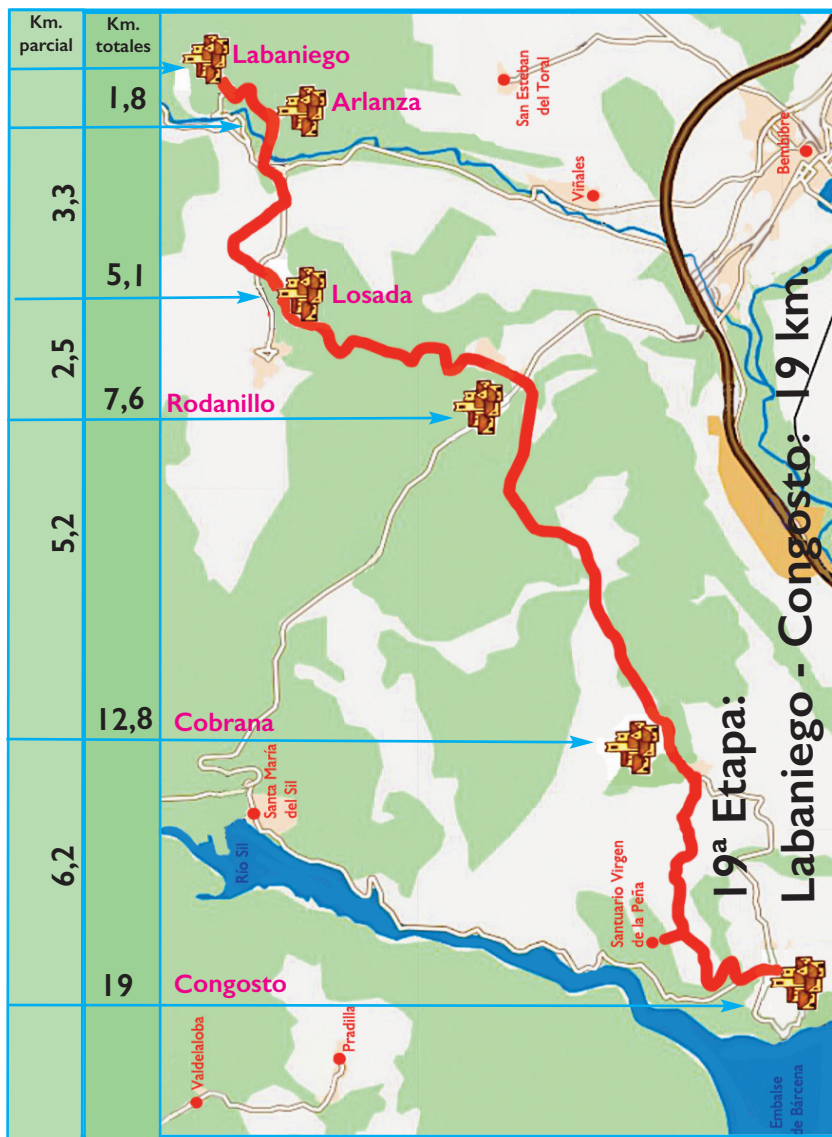 Km.
parcial
Km.
totales
Labaniego
1,8
Arlanza
San Esteban
del Toral
Bembibre
Viñales
3,3
5,1
Losada
2,5
7,6
Rodanillo
5,2
12,8
Cobrana
Santa María
del Sil
Río Sil
6,2
Santuario Virgen
de la Peña
19ª Etapa:
Labaniego - Congosto: 19 km.
19
Congosto
Valdelaloba
Pradilla
Embalse
de Bárcena